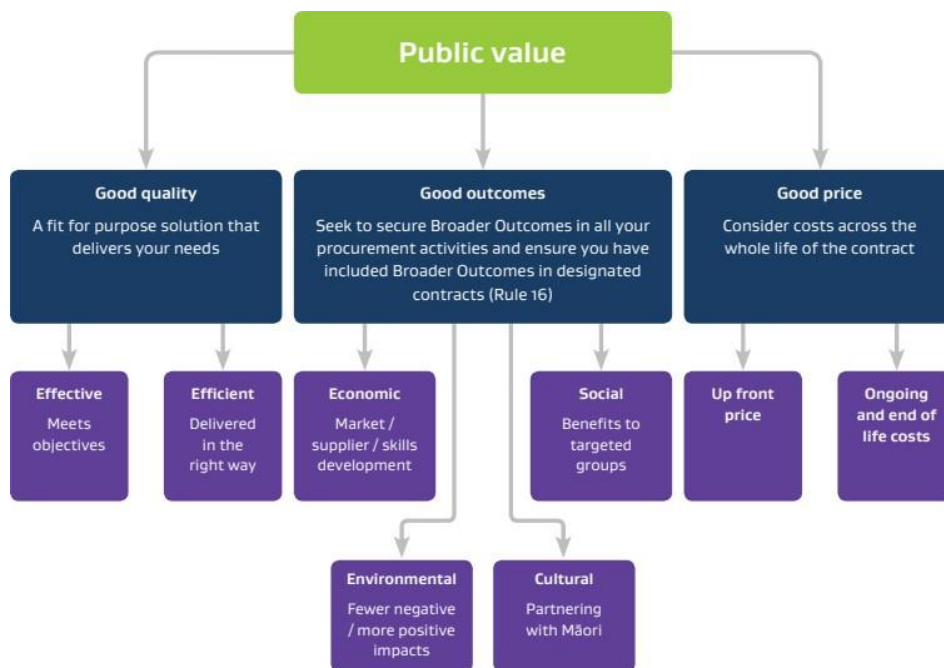 Public value
Good quality
A fit for purpose solution that
delivers your needs
Good outcomes
Seek to secure Broader Outcomes in all your
procurement activities and ensure you have
included Broader Outcomes in designated
contracts (Rule 16)
Good price
Consider costs across the
whole life of the contract
Effective
Meets
objectives
Efficient
Delivered
in the
right way
Economic
Market /
supplier / skills
development
Social
Benefits to
targeted
groups
Up front
price
Ongoing
and end of
life costs
Environmental
Fewer negative
/ more positive
impacts
Cultural
Partnering
with Māori